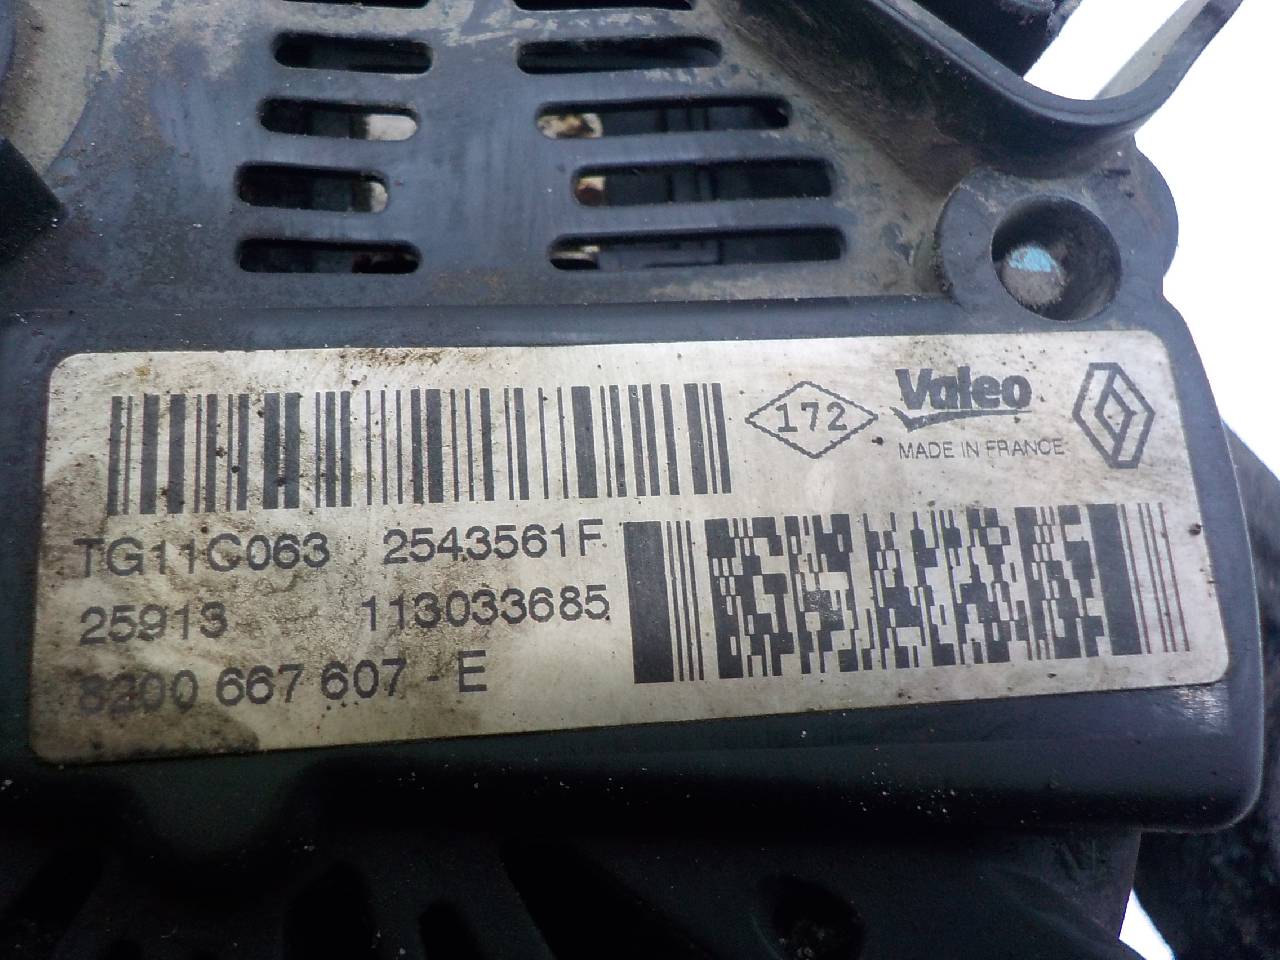 172 Valeo
MADE IN FRANCE
TG11C063 2543561F
25913 113033685
8200 667 607 - E